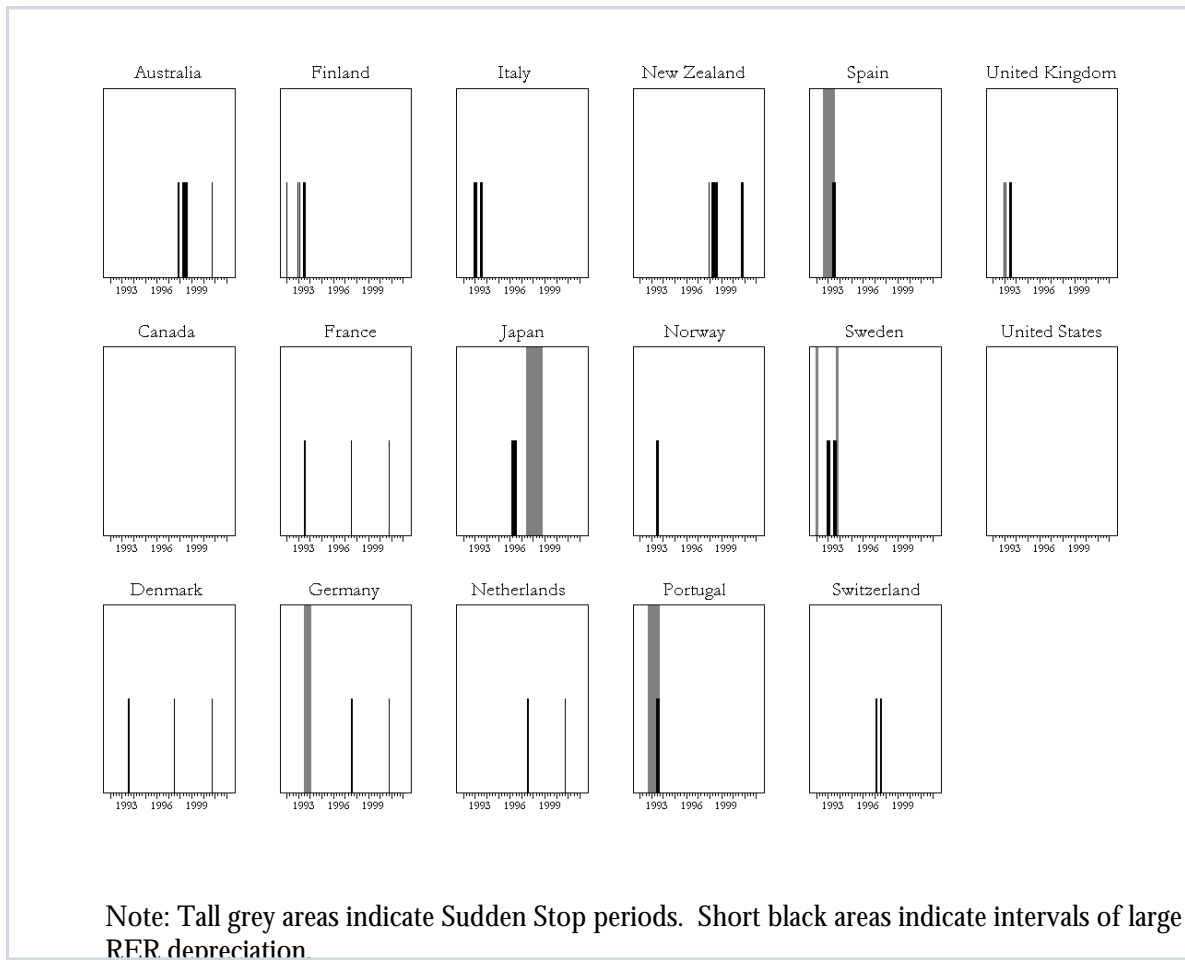 Australia Finland Italy New Zealand Spain United Kingdom
1993 1996 1999 1993 1996 1999 1993 1996 1999 1993 1996 1999 1993 1996 1999 1993 1996 1999
Canada France Japan Norway Sweden United States
1993 1996 1999 1993 1996 1999 1993 1996 1999 1993 1996 1999 1993 1996 1999 1993 1996 1999
Denmark Germany Netherlands Portugal Switzerland
1993 1996 1999 1993 1996 1999 1993 1996 1999 1993 1996 1999 1993 1996 1999
Note: Tall grey areas indicate Sudden Stop periods. Short black areas indicate intervals of large
RER depreciation.